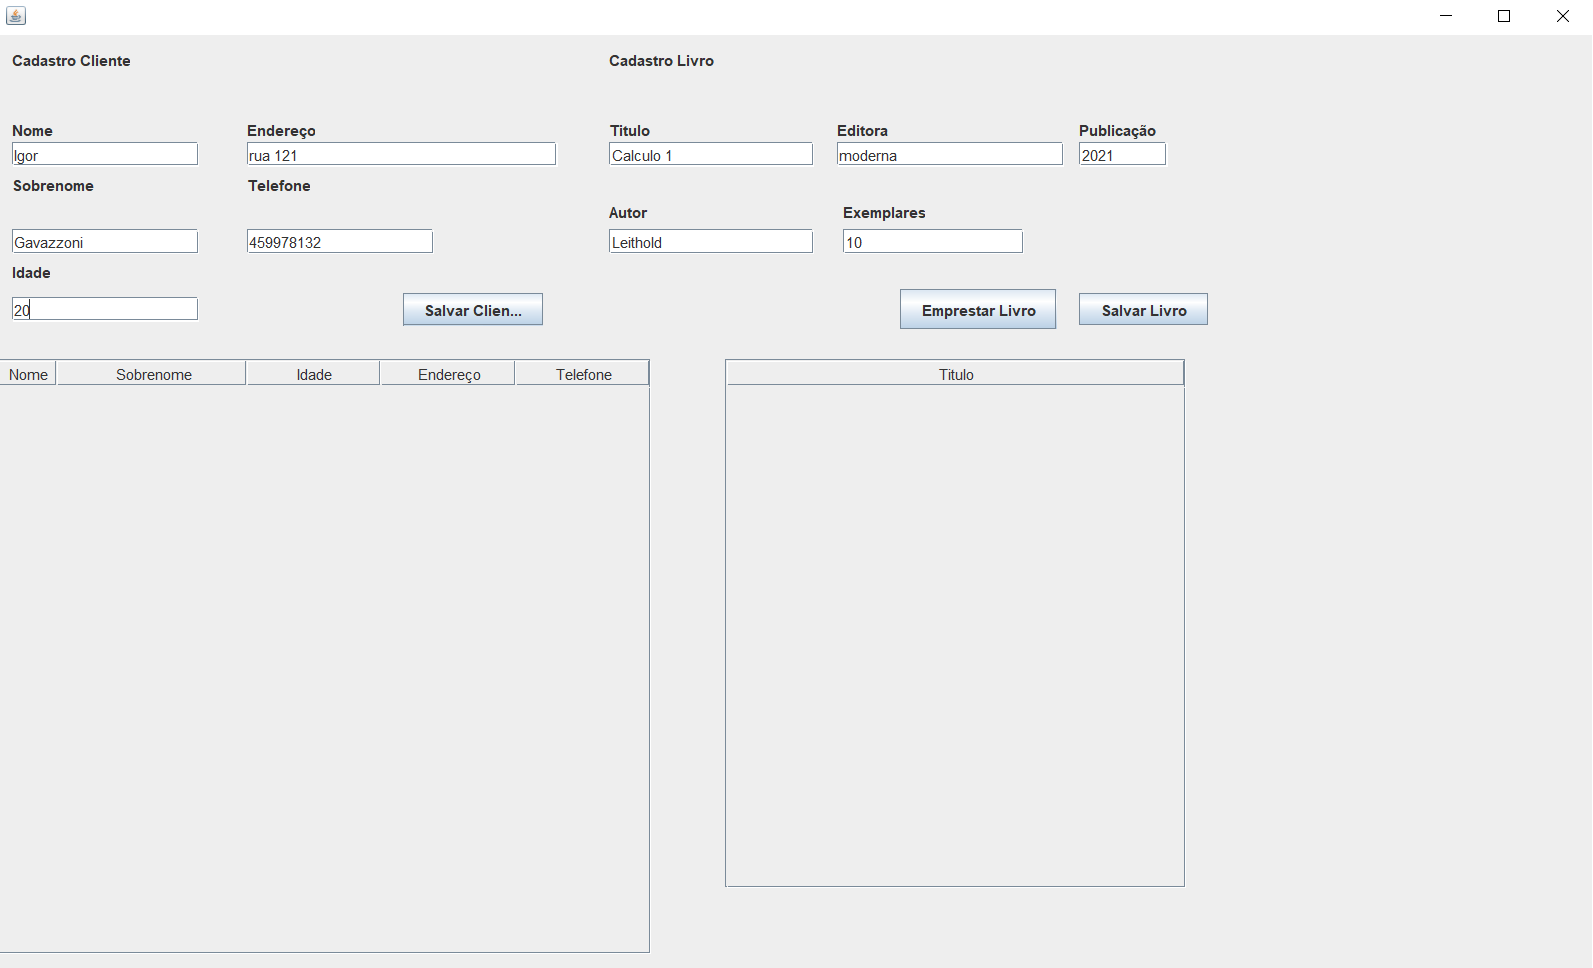 Cadastro Cliente
Cadastro Livro
Nome
Endereço
Titulo
Editora
Publicação
Igor
rua 121
Calculo 1
moderna
2021
Sobrenome
Telefone
Autor
Exemplares
Gavazzoni
459978132
Leithold
10
Idade
20
Salvar Clien...
Emprestar Livro
Salvar Livro
Nome
Sobrenome
Idade
Endereço
Telefone
Titulo